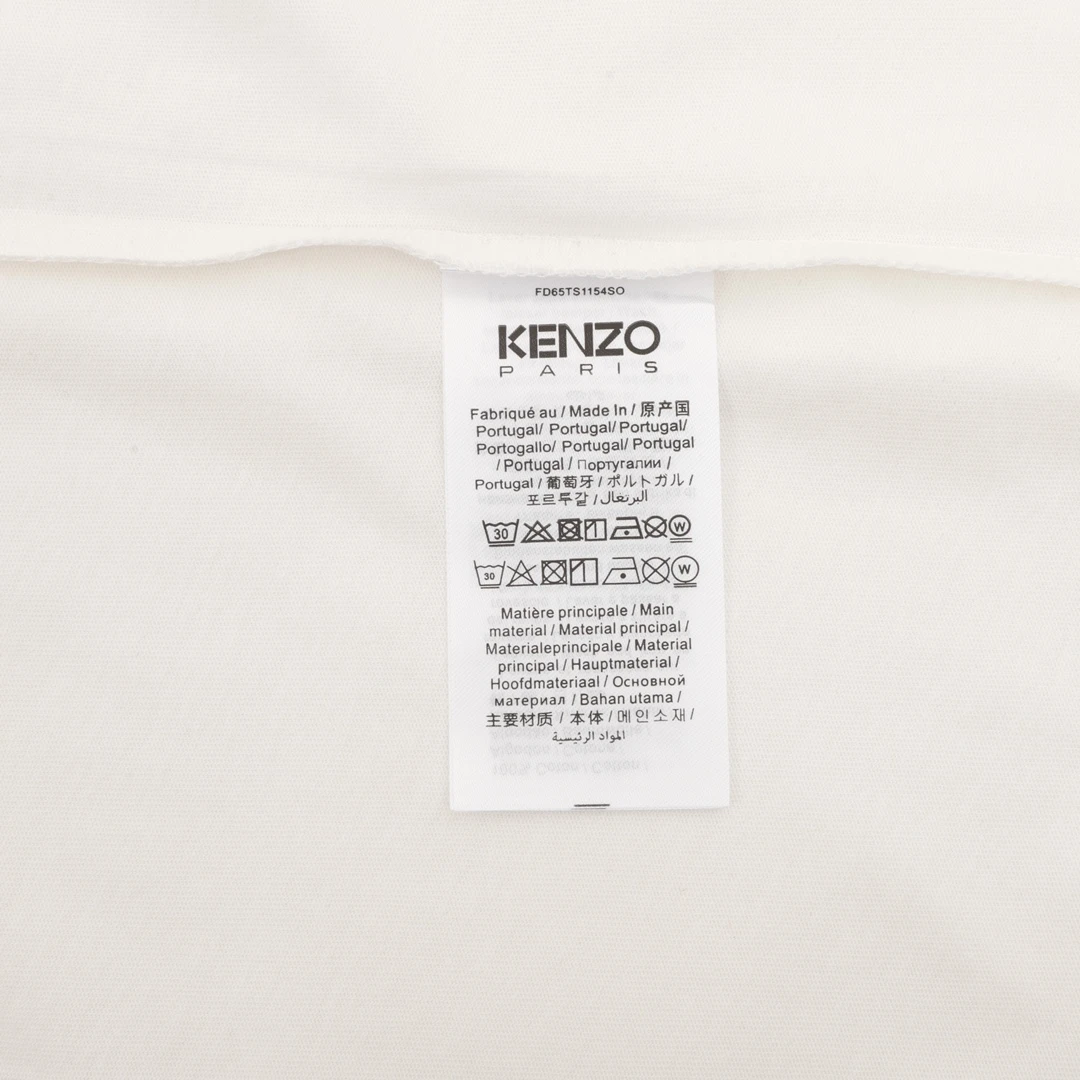 FD65TS1154SO
KENZO
PARIS
Fabriqué au / Made In / 原产国
Portugal/ Portugal/ Portugal/
Portogallo/ Portugal/ Portugal
/ Portugal / Португалии /
Portugal / 葡萄牙 / ポルトガル /
포르투갈 / البرتغال/
30 W
30 W
Matière principale / Main
material / Material principal /
Materialeprincipale / Material
principal / Hauptmaterial /
Hoofdmateriaal / Основной
материал / Bahan utama /
主要材质 / 本体 / 메인소재 /
المواد الرئيسية